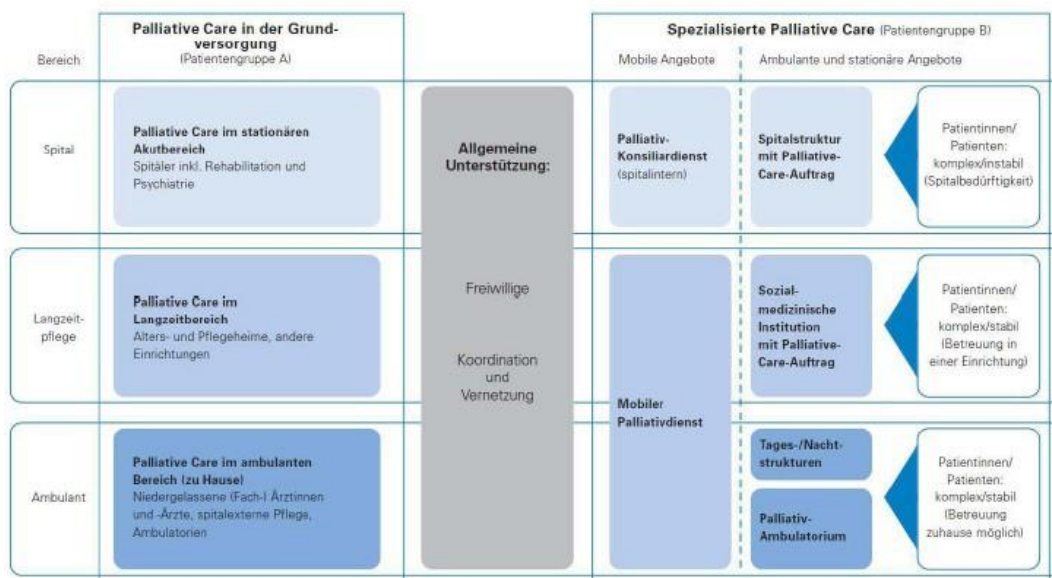 Bereich
Palliative Care in der Grund-
versorgung
(Patientengruppe A)
Spezialisierte Palliative Care (Patientengruppe B)
Mobile Angebote
Ambulante und stationäre Angebote
Spital
Palliative Care im stationären
Akutbereich
Spitäler inkl. Rehabilitation und
Psychiatrie
Allgemeine
Unterstützung:
Freiwillige
Koordination
und
Vernetzung
Palliativ-
Konsiliardienst
(spitalintern)
Spitalstruktur
mit Palliative-
Care-Auftrag
Patientinnen/
Patienten:
komplex/instabil
(Spitalbedürftigkeit)
Langzeit-
pflege
Palliative Care im
Langzeitbereich
Alters- und Pflegeheime, andere
Einrichtungen
Mobiler
Palliativdienst
Sozial-
medizinische
Institution
mit Palliative-
Care-Auftrag
Patientinnen/
Patienten:
komplex/stabil
(Betreuung in
einer Einrichtung)
Ambulant
Palliative Care im ambulanten
Bereich (zu Hause)
Niedergelassene (Fach-) Ärztinnen
und -Ärzte, spitalexterne Pflege,
Ambulatorien
Tages-/Nacht-
strukturen
Palliativ-
Ambulatorium
Patientinnen/
Patienten:
komplex/stabil
(Betreuung
zuhause möglich)